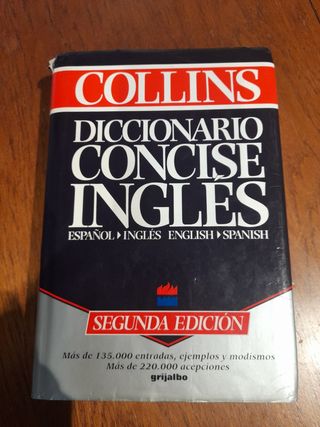 COLLINS
DICCIONARIO
CONCISE
INGLÉS
ESPAÑOL▸INGLÉS ENGLISH▸SPANISH
SEGUNDA EDICIÓN
Más de 135.000 entradas, ejemplos y modismos
Más de 220.000 acepciones
grijalbo